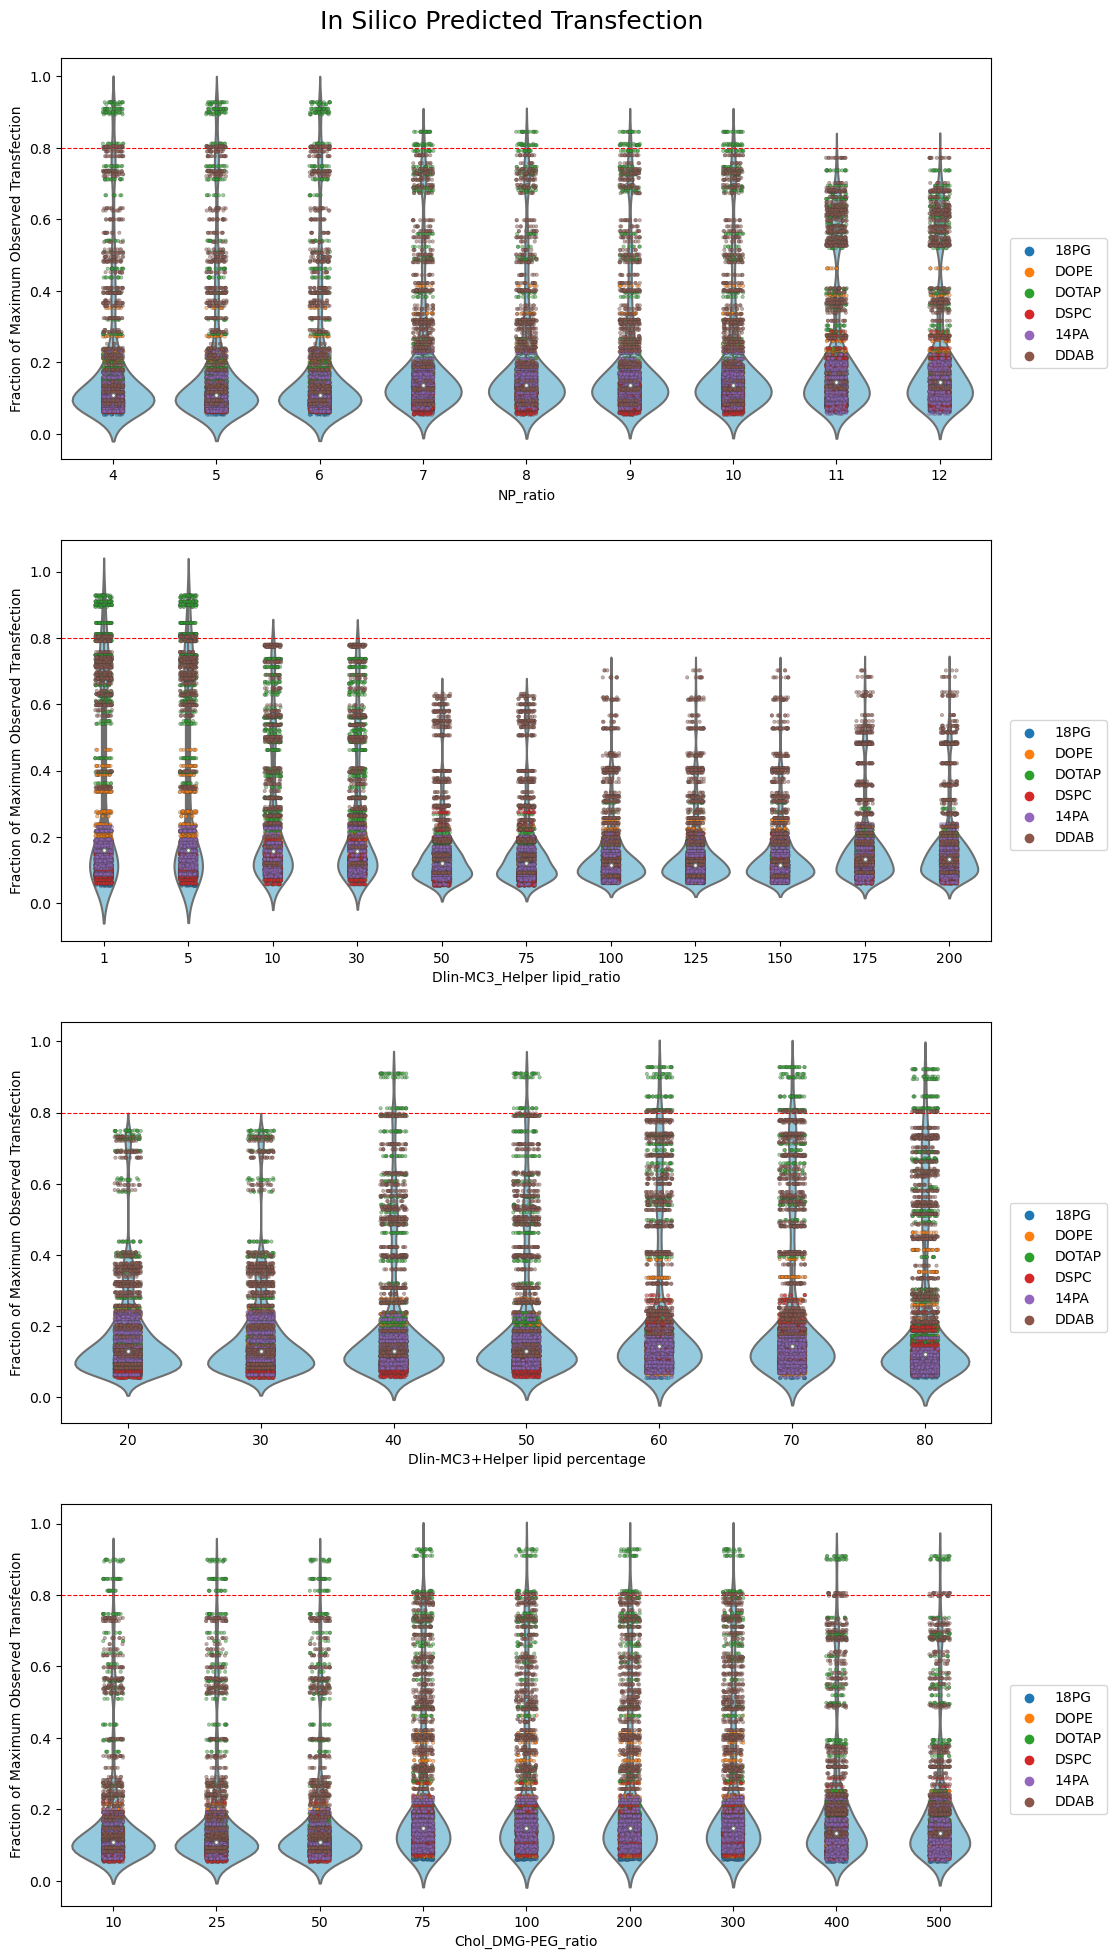 In Silico Predicted Transfection
Fraction of Maximum Observed Transfection
1.0
0.8
0.6
0.4
0.2
0.0
4 5 6 7 8 9 10 11 12
NP_ratio
18PG
DOPE
DOTAP
DSPC
14PA
DDAB
Fraction of Maximum Observed Transfection
1.0
0.8
0.6
0.4
0.2
0.0
1 5 10 30 50 75 100 125 150 175 200
Dlin-MC3_Helper lipid_ratio
18PG
DOPE
DOTAP
DSPC
14PA
DDAB
Fraction of Maximum Observed Transfection
1.0
0.8
0.6
0.4
0.2
0.0
20 30 40 50 60 70 80
Dlin-MC3+Helper lipid percentage
18PG
DOPE
DOTAP
DSPC
14PA
DDAB
Fraction of Maximum Observed Transfection
1.0
0.8
0.6
0.4
0.2
0.0
10 25 50 75 100 200 300 400 500
Chol_DMG-PEG_ratio
18PG
DOPE
DOTAP
DSPC
14PA
DDAB